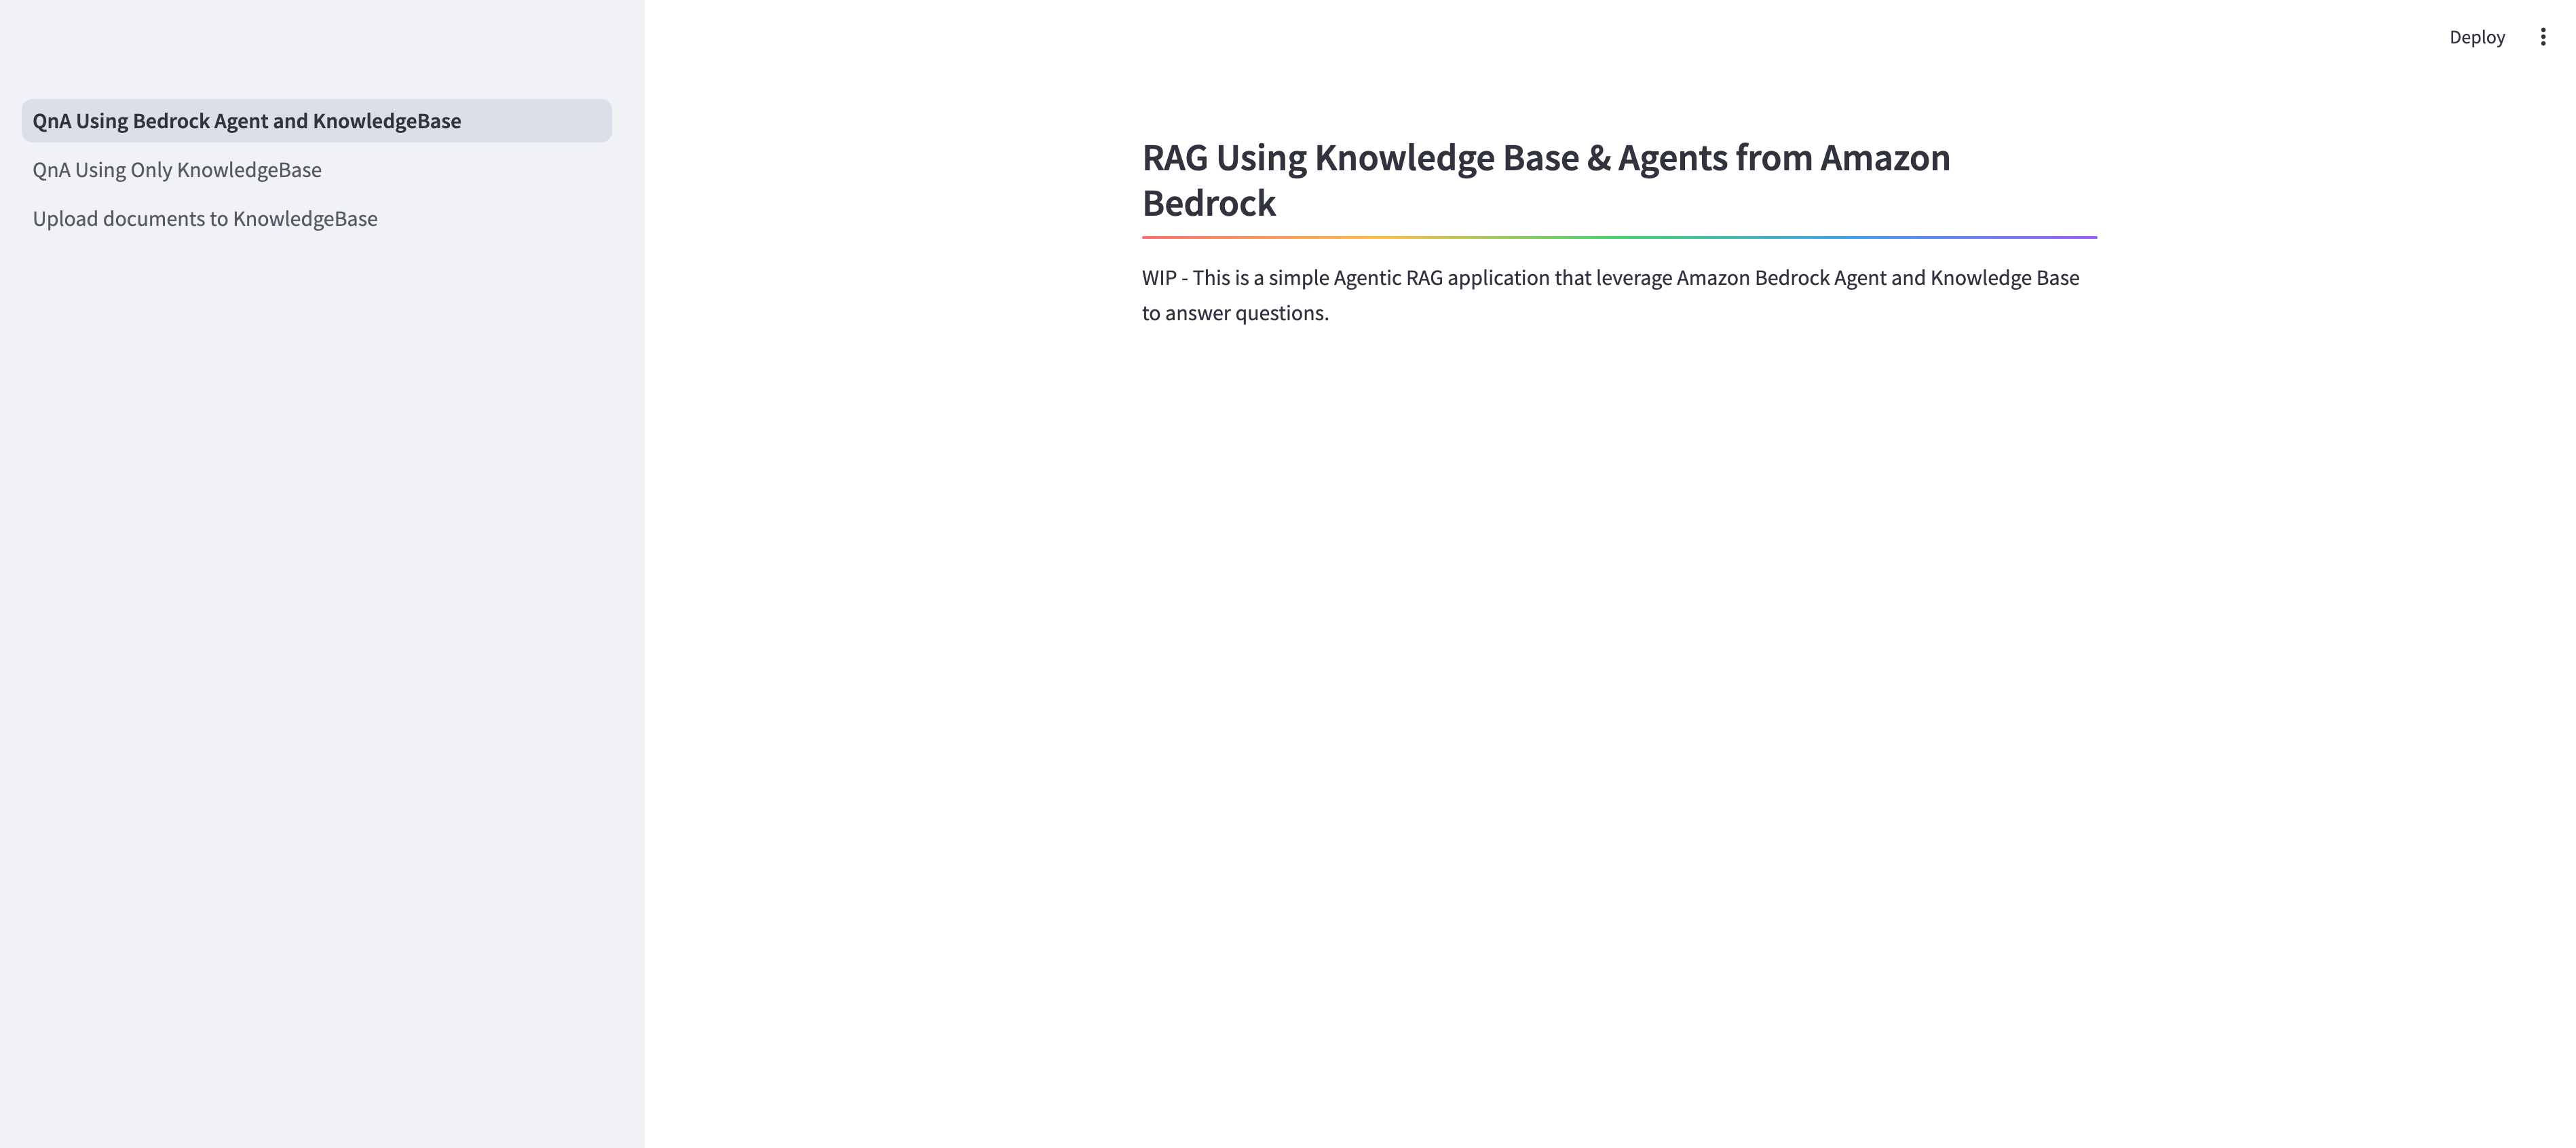 Deploy
QnA Using Bedrock Agent and KnowledgeBase
QnA Using Only KnowledgeBase
Upload documents to KnowledgeBase
RAG Using Knowledge Base & Agents from Amazon
Bedrock
WIP - This is a simple Agentic RAG application that leverage Amazon Bedrock Agent and Knowledge Base
to answer questions.